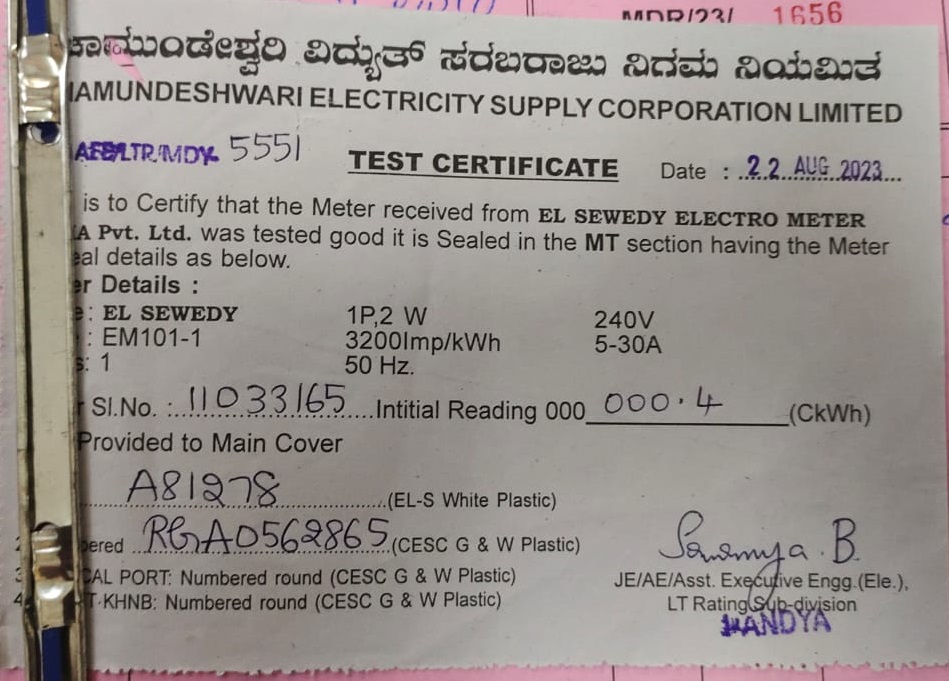 MDR/23/ 1656
ಚಾಮುಂಡೇಶ್ವರಿ ವಿದ್ಯುತ್ ಸರಬರಾಜು ನಿಗಮ ನಿಯಮಿತ
HAMUNDESHWARI ELECTRICITY SUPPLY CORPORATION LIMITED
AEE/LTR/MDY 5551
TEST CERTIFICATE Date : 22 AUG 2023
is to Certify that the Meter received from EL SEWEDY ELECTRO METER
A Pvt. Ltd. was tested good it is Sealed in the MT section having the Meter
eal details as below.
er Details :
: EL SEWEDY 1P,2 W 240V
: EM101-1 3200Imp/kWh 5-30A
s: 1 50 Hz.
Sl.No. : 11033165 Intitial Reading 000 000.4 (CkWh)
Provided to Main Cover
A81278 (EL-S White Plastic)
bered RGA0562865 (CESC G & W Plastic)
CAL PORT: Numbered round (CESC G & W Plastic)
T-KHNB: Numbered round (CESC G & W Plastic)
Sowmya . B.
JE/AE/Asst. Executive Engg.(Ele.),
LT Rating Sub-division
MANDYA